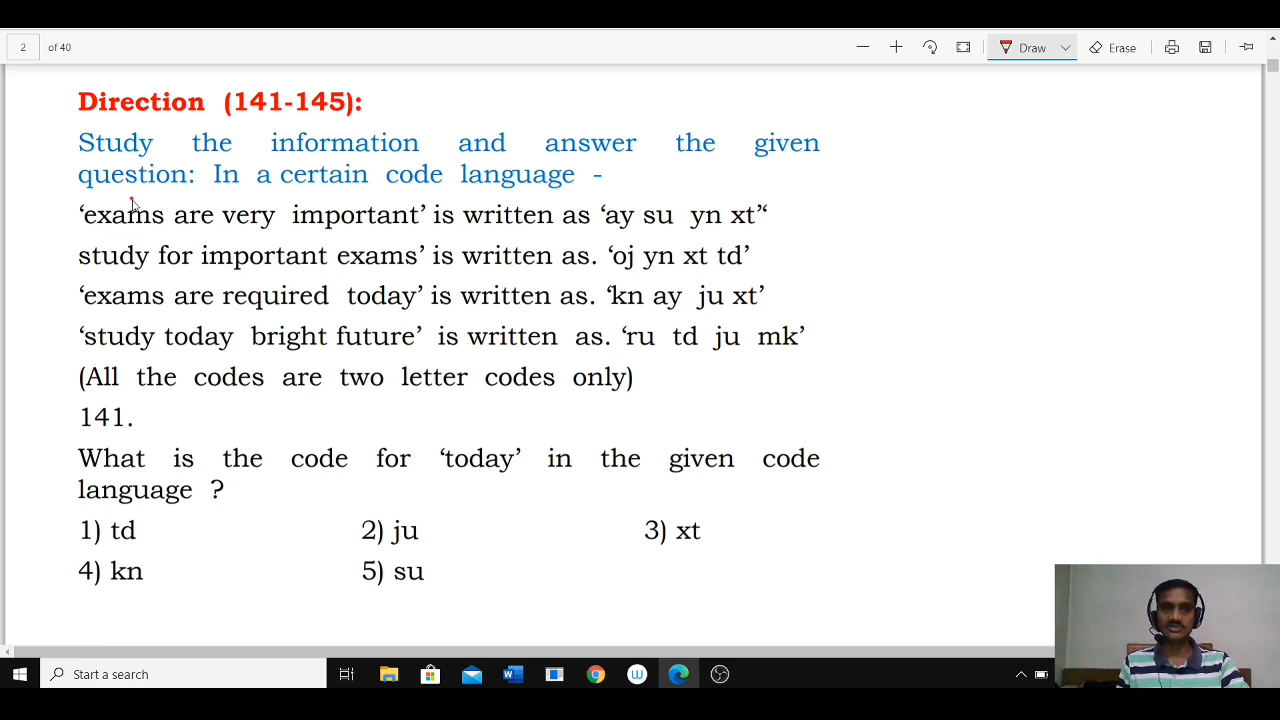 2 of 40 Draw Erase
Direction (141-145):
Study the information and answer the given
question: In a certain code language -
‘exams are very important’ is written as ‘ay su yn xt”‘
study for important exams’ is written as. ‘oj yn xt td’
‘exams are required today’ is written as. ‘kn ay ju xt’
‘study today bright future’ is written as. ‘ru td ju mk’
(All the codes are two letter codes only)
141.
What is the code for ‘today’ in the given code
language ?
1) td 2) ju 3) xt
4) kn 5) su
Start a search